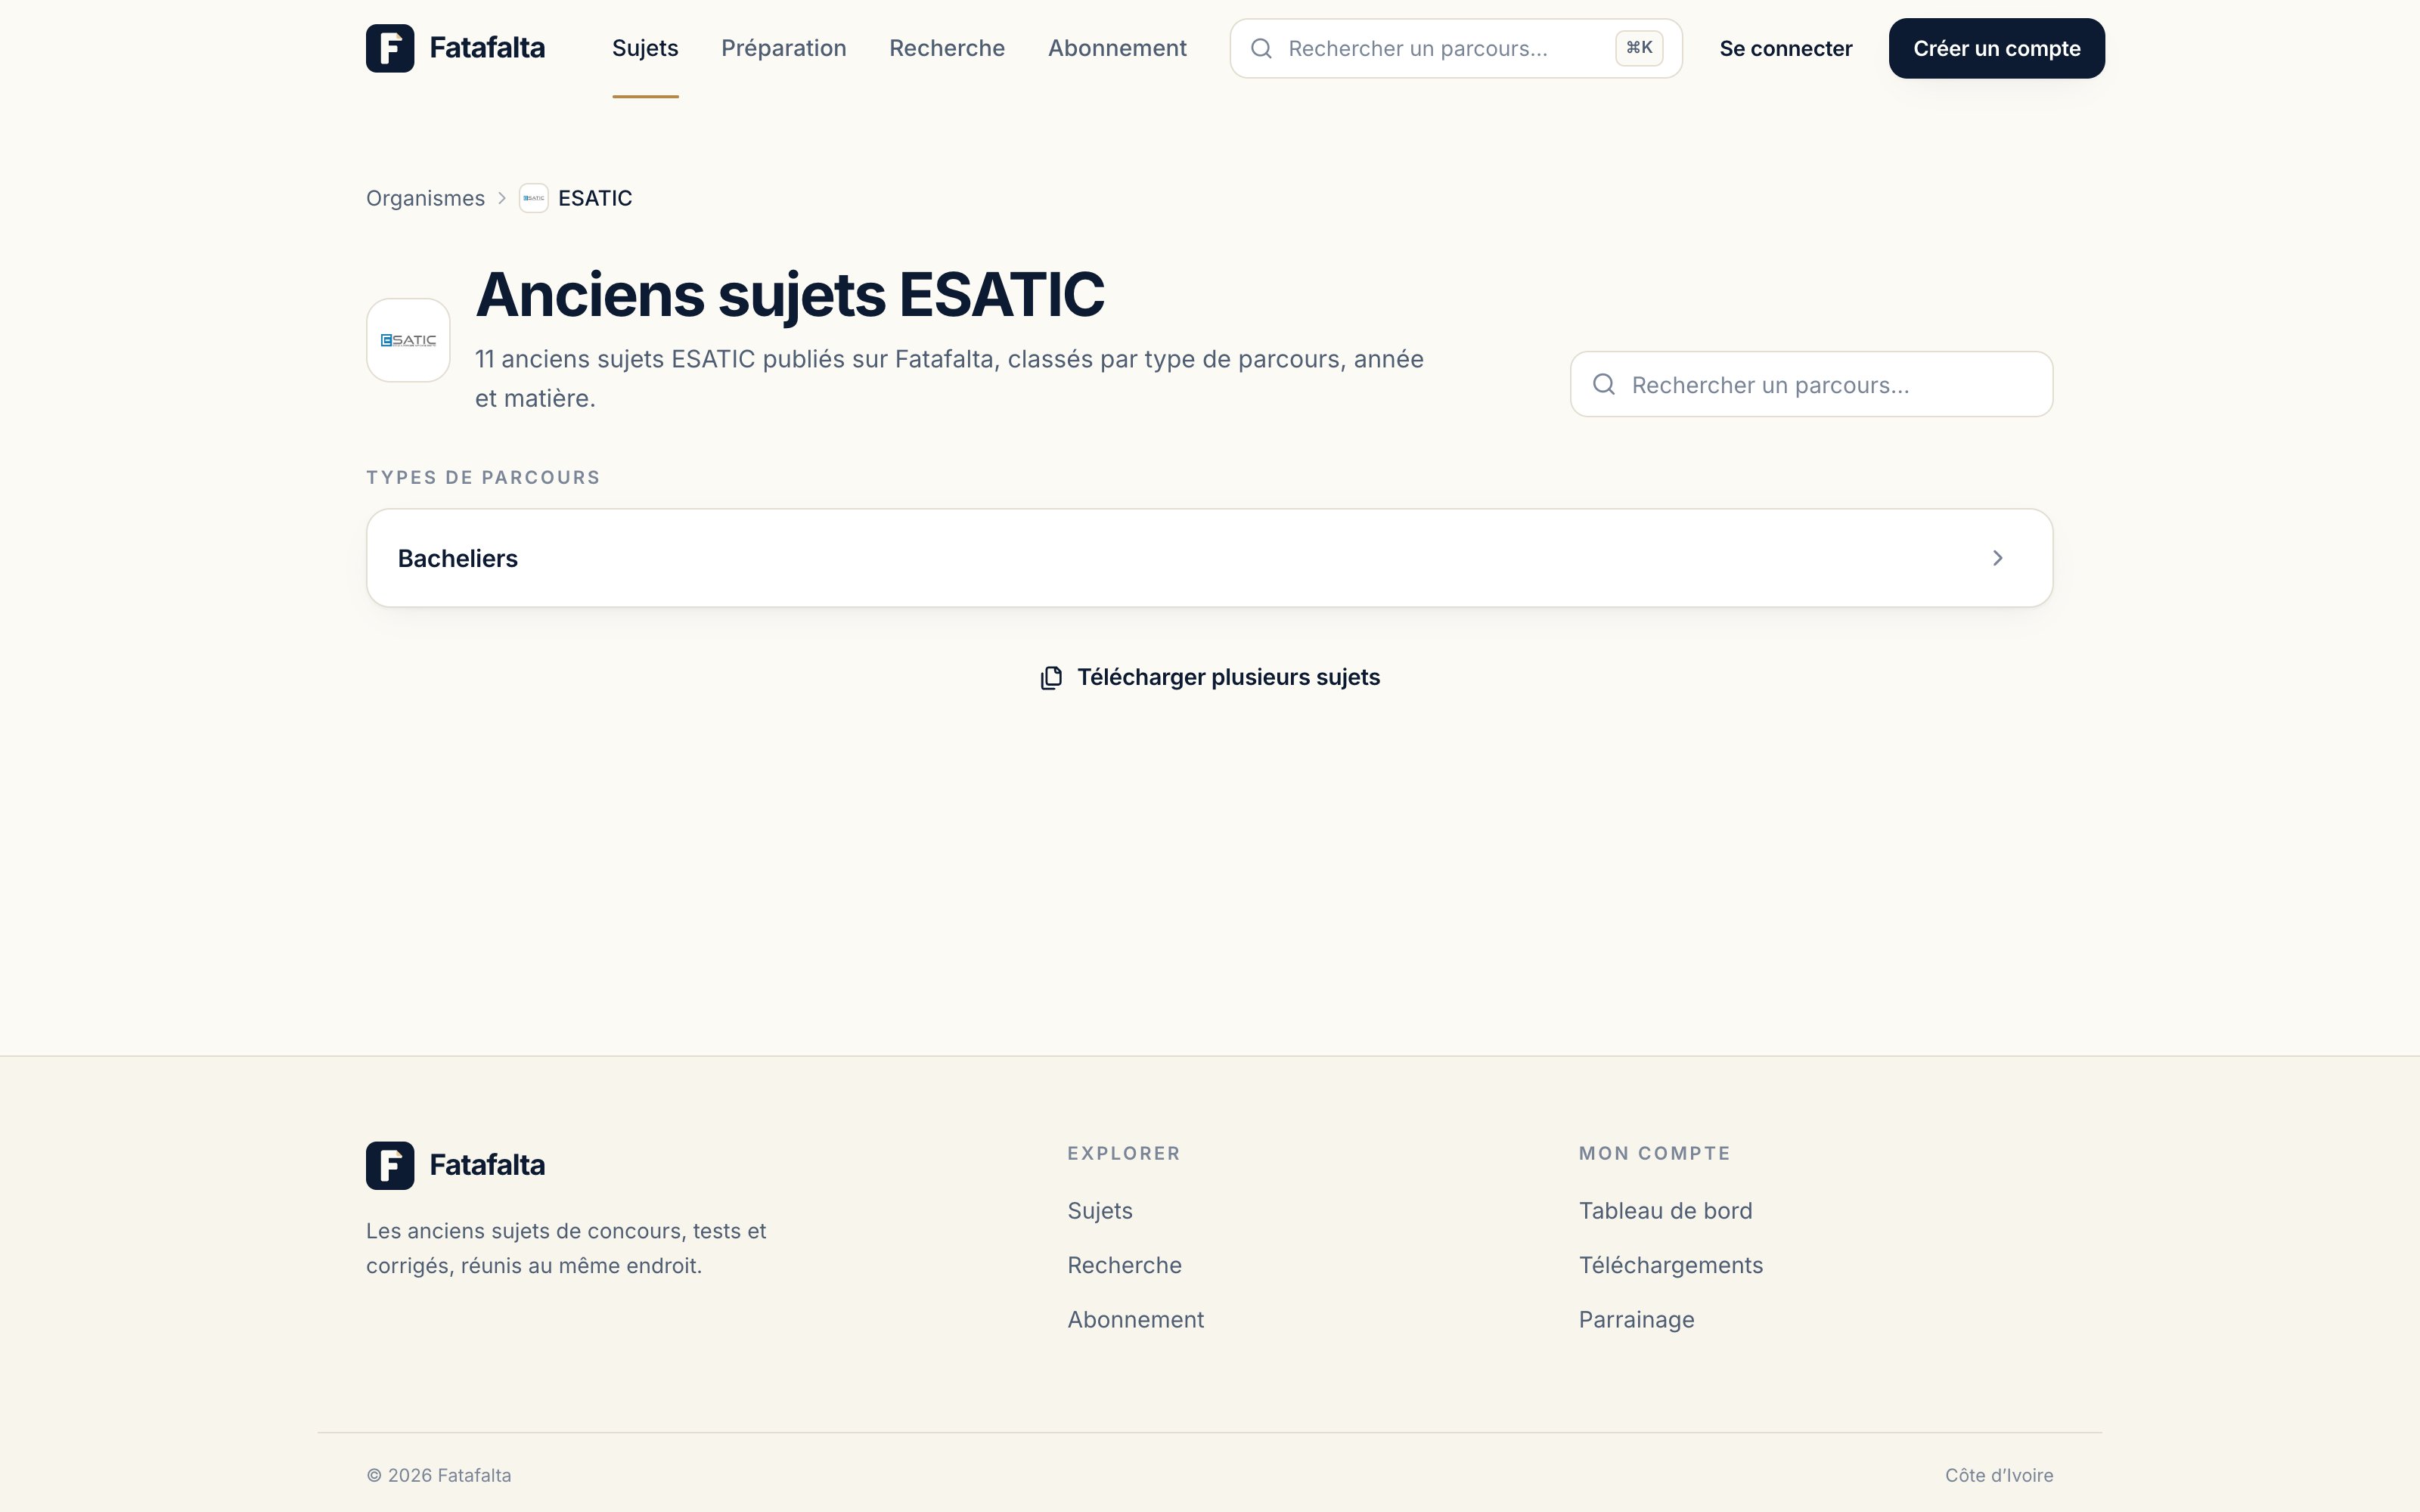 Fatafalta
Sujets
Préparation
Recherche
Abonnement
Rechercher un parcours...
⌘K
Se connecter
Créer un compte
Organismes
ESATIC
ESATIC
Anciens sujets ESATIC
ESATIC
11 anciens sujets ESATIC publiés sur Fatafalta, classés par type de parcours, année
et matière.
Rechercher un parcours...
TYPES DE PARCOURS
Bacheliers
Télécharger plusieurs sujets
Fatafalta
Les anciens sujets de concours, tests et
corrigés, réunis au même endroit.
EXPLORER
Sujets
Recherche
Abonnement
MON COMPTE
Tableau de bord
Téléchargements
Parrainage
© 2026 Fatafalta
Côte d’Ivoire